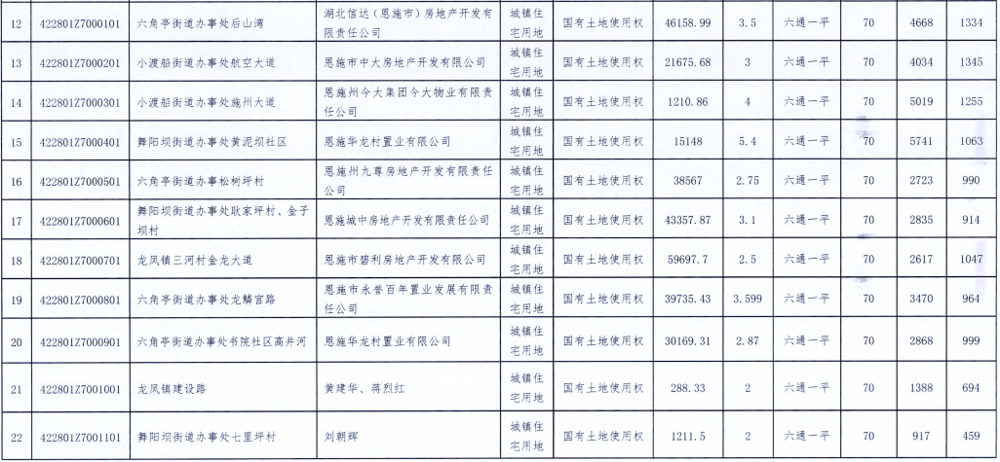 12 422801Z7000101 六角亭街道办事处后山湾 湖北信达（恩施市）房地产开发有限责任公司 城镇住宅用地 国有土地使用权 46158.99 3.5 六通一平 70 4668 1334
13 422801Z7000201 小渡船街道办事处航空大道 恩施市中大房地产开发有限公司 城镇住宅用地 国有土地使用权 21675.68 3 六通一平 70 4034 1345
14 422801Z7000301 小渡船街道办事处施州大道 恩施州今大集团今大物业有限责任公司 城镇住宅用地 国有土地使用权 1210.86 4 六通一平 70 5019 1255
15 422801Z7000401 舞阳坝街道办事处黄泥坝社区 恩施华龙村置业有限公司 城镇住宅用地 国有土地使用权 15148 5.4 六通一平 70 5741 1063
16 422801Z7000501 六角亭街道办事松树坪村 恩施州九尊房地产开发有限责任公司 城镇住宅用地 国有土地使用权 38567 2.75 六通一平 70 2723 990
17 422801Z7000601 舞阳坝街道办事处耿家坪村、金子坝村 恩施城中房地产开发有限责任公司 城镇住宅用地 国有土地使用权 43357.87 3.1 六通一平 70 2835 914
18 422801Z7000701 龙凤镇三河村金龙大道 恩施市碧利房地产开发有限公司 城镇住宅用地 国有土地使用权 59697.7 2.5 六通一平 70 2617 1047
19 422801Z7000801 六角亭街道办事处龙鳞宫路 恩施市永誉百年置业发展有限责任公司 城镇住宅用地 国有土地使用权 39735.43 3.599 六通一平 70 3470 964
20 422801Z7000901 六角亭街道办事处书院社区高井河 恩施华龙村置业有限公司 城镇住宅用地 国有土地使用权 30169.31 2.87 六通一平 70 2868 999
21 422801Z7001001 龙凤镇建设路 黄建华、蒋烈红 城镇住宅用地 国有土地使用权 288.33 2 六通一平 70 1388 694
22 422801Z7001101 舞阳坝街道办事处七里坪村 刘朝辉 城镇住宅用地 国有土地使用权 1211.5 2 六通一平 70 917 459